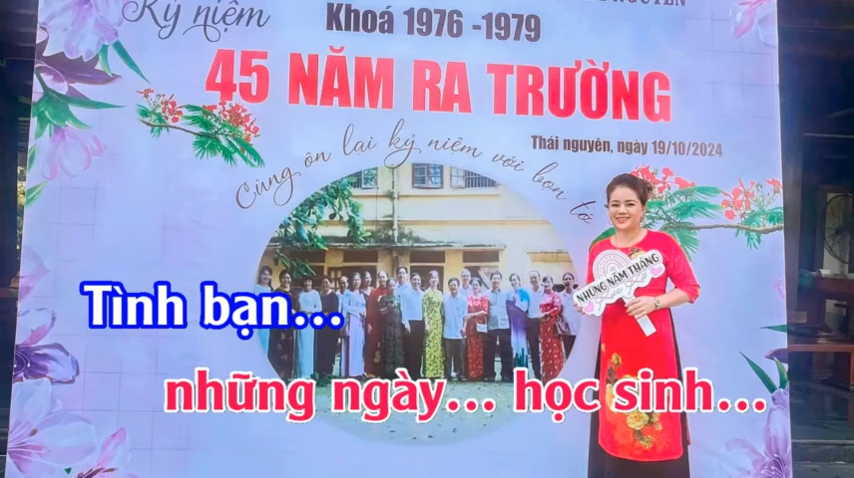 Kỷ niệm
Khoá 1976 -1979
45 NĂM RA TRƯỜNG
Cùng ôn lại kỷ niệm với bạn tớ
Thái nguyên, ngày 19/10/2024
NHỮNG NĂM THÁNG
Tình bạn...
những ngày... học sinh...